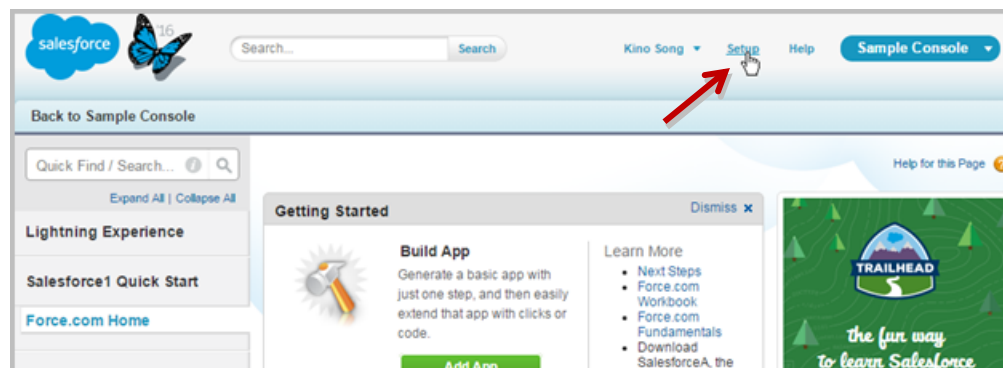 salesforce
'16
Search...
Search
Kino Song
Setup
Help
Sample Console
Back to Sample Console
Quick Find / Search...
Expand All | Collapse All
Lightning Experience
Salesforce1 Quick Start
Force.com Home
Help for this Page
Getting Started
Dismiss x
Build App
Generate a basic app with
just one step, and then easily
extend that app with clicks or
code.
Add App
Learn More
• Next Steps
• Force.com
Workbook
• Force.com
Fundamentals
• Download
SalesforceA, the
TRAILHEAD
the fun way
to learn Salesforce